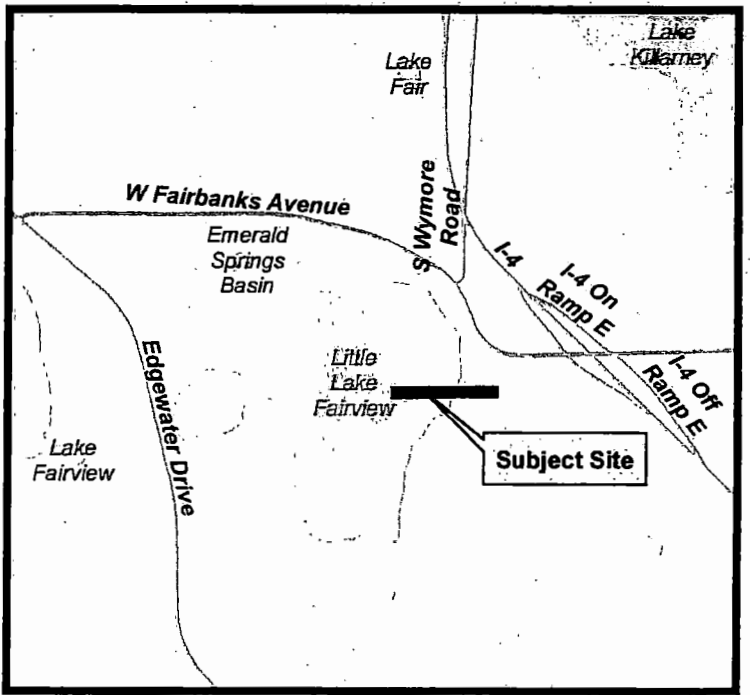 Lake
Killarney
Lake
Fair
W Fairbanks Avenue
S Wymore
Road
Emerald
Springs
Basin
I-4
I-4 On
Ramp E
Little
Lake
Fairview
I-4 Off
Ramp E
Edgewater Drive
Lake
Fairview
Subject Site